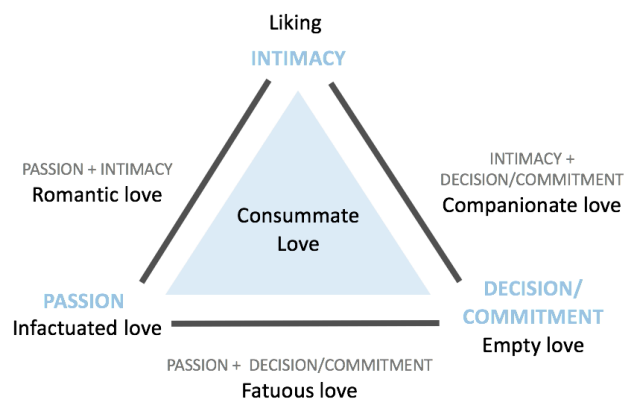 Liking
INTIMACY
PASSION + INTIMACY
Romantic love
INTIMACY +
DECISION/COMMITMENT
Companionate love
Consummate
Love
PASSION
Infactuated love
DECISION/
COMMITMENT
Empty love
PASSION + DECISION/COMMITMENT
Fatuous love